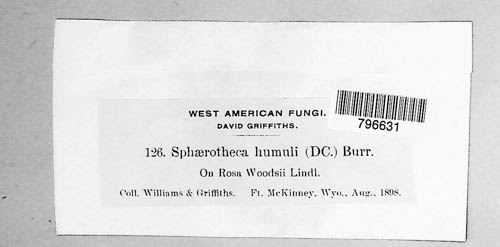 WEST AMERICAN FUNGI.
DAVID GRIFFITHS.
796631
126. Sphærotheca humuli (DC.) Burr.
On Rosa Woodsii Lindl.
Coll. Williams & Griffiths. Ft. McKinney, Wyo., Aug., 1898.